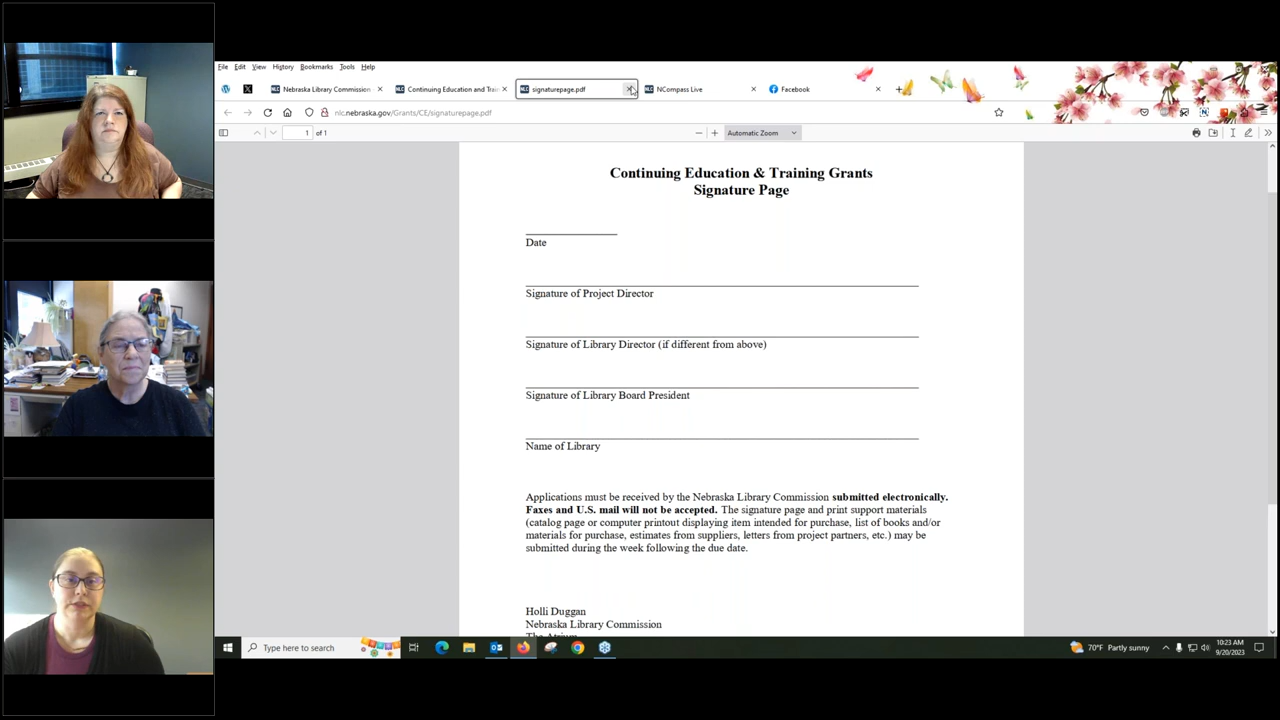 File Edit View History Bookmarks Tools Help
Nebraska Library Commission - Continuing Education and Train signaturepage.pdf NCompass Live Facebook
nlc.nebraska.gov/Grants/CE/signaturepage.pdf
1 of 1 Automatic Zoom
Continuing Education & Training Grants
Signature Page
Date
Signature of Project Director
Signature of Library Director (if different from above)
Signature of Library Board President
Name of Library
Applications must be received by the Nebraska Library Commission submitted electronically.
Faxes and U.S. mail will not be accepted. The signature page and print support materials
(catalog page or computer printout displaying item intended for purchase, list of books and/or
materials for purchase, estimates from suppliers, letters from project partners, etc.) may be
submitted during the week following the due date.
Holli Duggan
Nebraska Library Commission
The Atrium
Type here to search
70°F Partly sunny
10:23 AM
9/20/2023